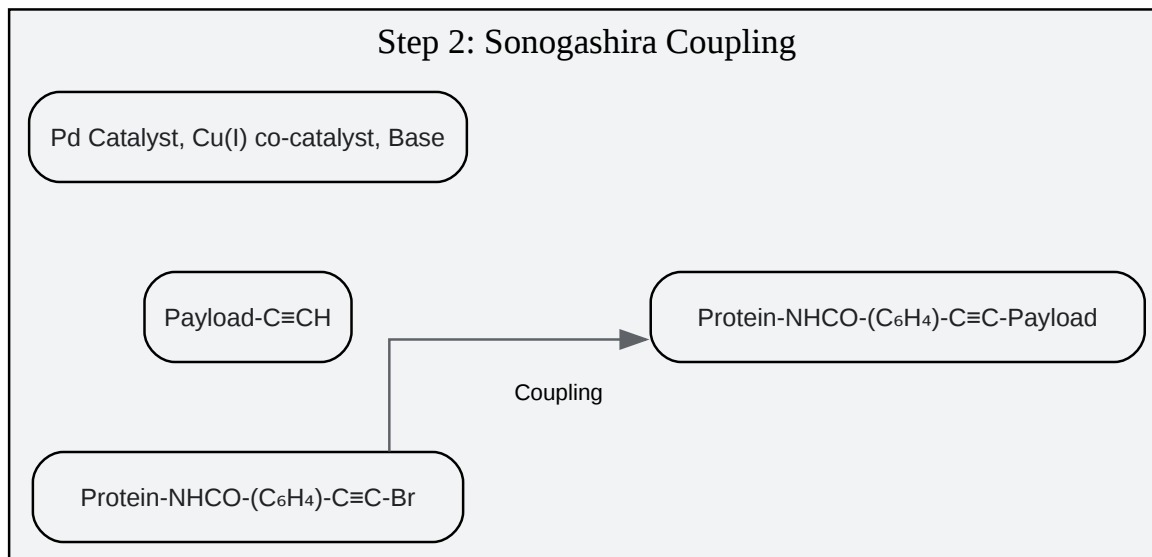 Step 2: Sonogashira Coupling
Pd Catalyst, Cu(I) co-catalyst, Base
Payload-C≡CH
Protein-NHCO-(C₆H₄)-C≡C-Payload
Coupling
Protein-NHCO-(C₆H₄)-C≡C-Br